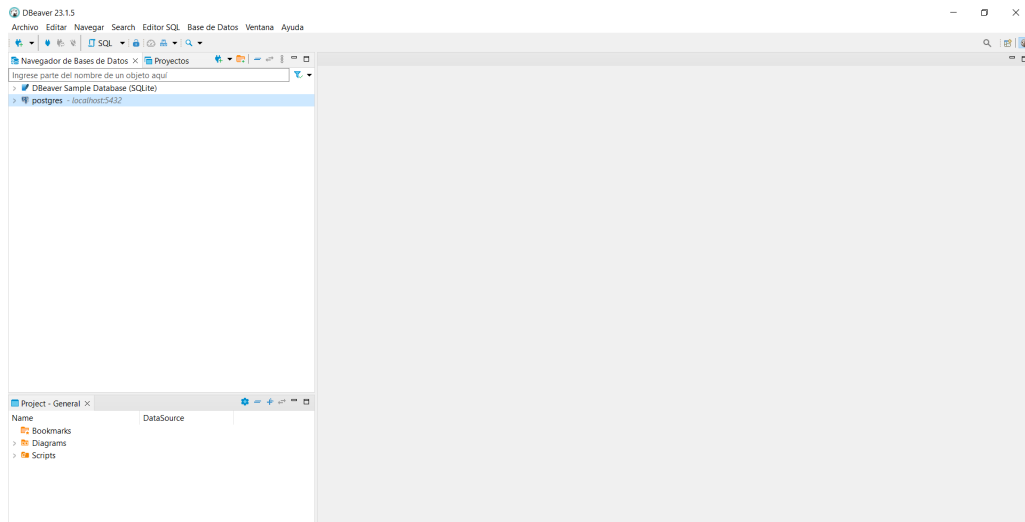 DBeaver 23.1.5
Archivo Editar Navegar Search Editor SQL Base de Datos Ventana Ayuda
SQL
Navegador de Bases de Datos Proyectos
Ingrese parte del nombre de un objeto aquí
DBeaver Sample Database (SQLite)
postgres - localhost:5432
Project - General
Name DataSource
Bookmarks
Diagrams
Scripts